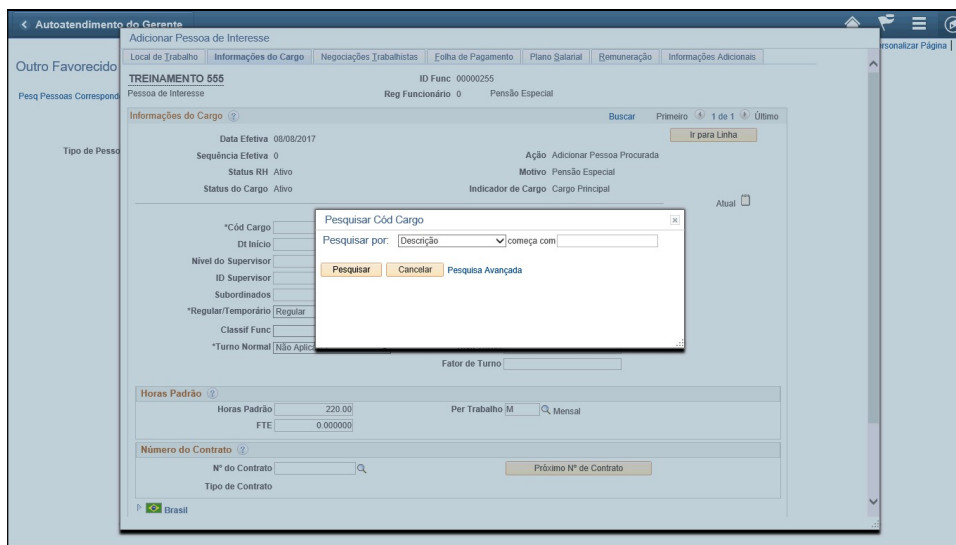 Autoatendimento do Gerente
Adicionar Pessoa de Interesse
rsonalizar Página |
Outro Favorecido
Pesq Pessoas Correspond
Tipo de Pesso
Local de Trabalho Informações do Cargo Negociações Trabalhistas Folha de Pagamento Plano Salarial Remuneração Informações Adicionais
TREINAMENTO 555 ID Func 00000255
Pessoa de Interesse Reg Funcionário 0 Pensão Especial
Informações do Cargo Buscar Primeiro 1 de 1 Último
Data Efetiva 08/08/2017 Ir para Linha
Sequência Efetiva 0 Ação Adicionar Pessoa Procurada
Status RH Ativo Motivo Pensão Especial
Status do Cargo Ativo Indicador de Cargo Cargo Principal
Atual
*Cód Cargo
Dt Início
Nível do Supervisor
ID Supervisor
Subordinados
*Regular/Temporário Regular
Classif Func
*Turno Normal Não Aplic
Pesquisar Cód Cargo
Pesquisar por: Descrição começa com
Pesquisar Cancelar Pesquisa Avançada
Fator de Turno
Horas Padrão
Horas Padrão 220.00 Per Trabalho M Mensal
FTE 0.000000
Número do Contrato
Nº do Contrato Próximo Nº de Contrato
Tipo de Contrato
Brasil